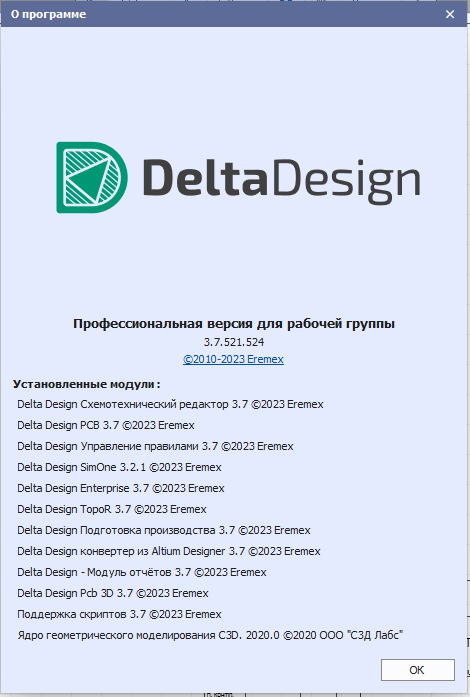 О программе
DeltaDesign
Профессиональная версия для рабочей группы
3.7.521.524
©2010-2023 Eremex
Установленные модули:
Delta Design Схемотехнический редактор 3.7 ©2023 Eremex
Delta Design PCB 3.7 ©2023 Eremex
Delta Design Управление правилами 3.7 ©2023 Eremex
Delta Design SimOne 3.2.1 ©2023 Eremex
Delta Design Enterprise 3.7 ©2023 Eremex
Delta Design TopoR 3.7 ©2023 Eremex
Delta Design Подготовка производства 3.7 ©2023 Eremex
Delta Design конвертер из Altium Designer 3.7 ©2023 Eremex
Delta Design - Модуль отчётов 3.7 ©2023 Eremex
Delta Design Pcb 3D 3.7 ©2023 Eremex
Поддержка скриптов 3.7 ©2023 Eremex
Ядро геометрического моделирования C3D. 2020.0 ©2020 ООО "СЗД Лабс"
OK